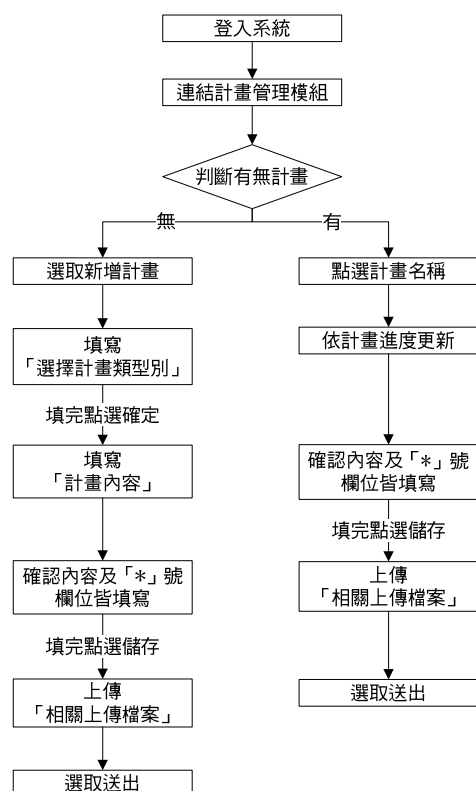 登入系統
連結計畫管理模組
判斷有無計畫
無
有
選取新增計畫
填寫
「選擇計畫類型別」
填完點選確定
填寫
「計畫內容」
確認內容及「*」號
欄位皆填寫
填完點選儲存
上傳
「相關上傳檔案」
選取送出
點選計畫名稱
依計畫進度更新
確認內容及「*」號
欄位皆填寫
填完點選儲存
上傳
「相關上傳檔案」
選取送出